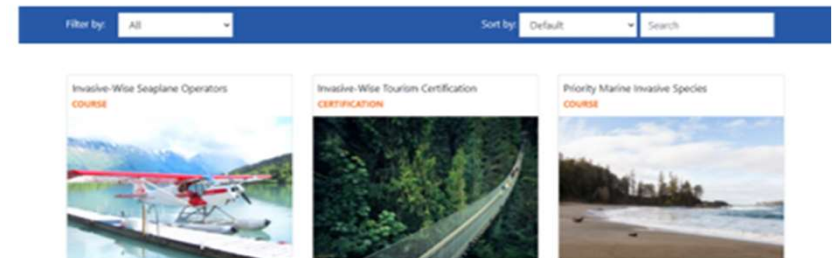 Filter by:
All
Sort by:
Default
Search
Invasive-Wise Seaplane Operators
COURSE
Invasive-Wise Tourism Certification
CERTIFICATION
Priority Marine Invasive Species
COURSE